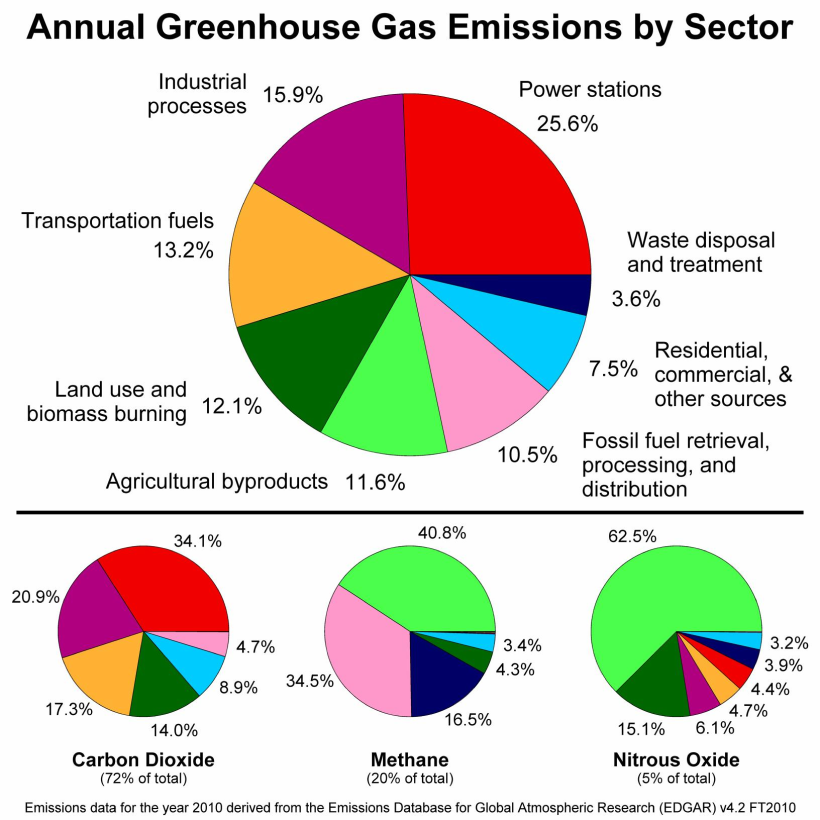 Annual Greenhouse Gas Emissions by Sector
Industrial
processes
15.9%
Power stations
25.6%
Transportation fuels
13.2%
Waste disposal
and treatment
3.6%
Land use and
biomass burning
12.1%
7.5%
Residential,
commercial, &
other sources
Agricultural byproducts
11.6%
10.5%
Fossil fuel retrieval,
processing, and
distribution
34.1%
20.9%
4.7%
8.9%
17.3%
14.0%
Carbon Dioxide
(72% of total)
40.8%
34.5%
3.4%
4.3%
16.5%
Methane
(20% of total)
62.5%
3.2%
3.9%
4.4%
4.7%
6.1%
15.1%
Nitrous Oxide
(5% of total)
Emissions data for the year 2010 derived from the Emissions Database for Global Atmospheric Research (EDGAR) v4.2 FT2010